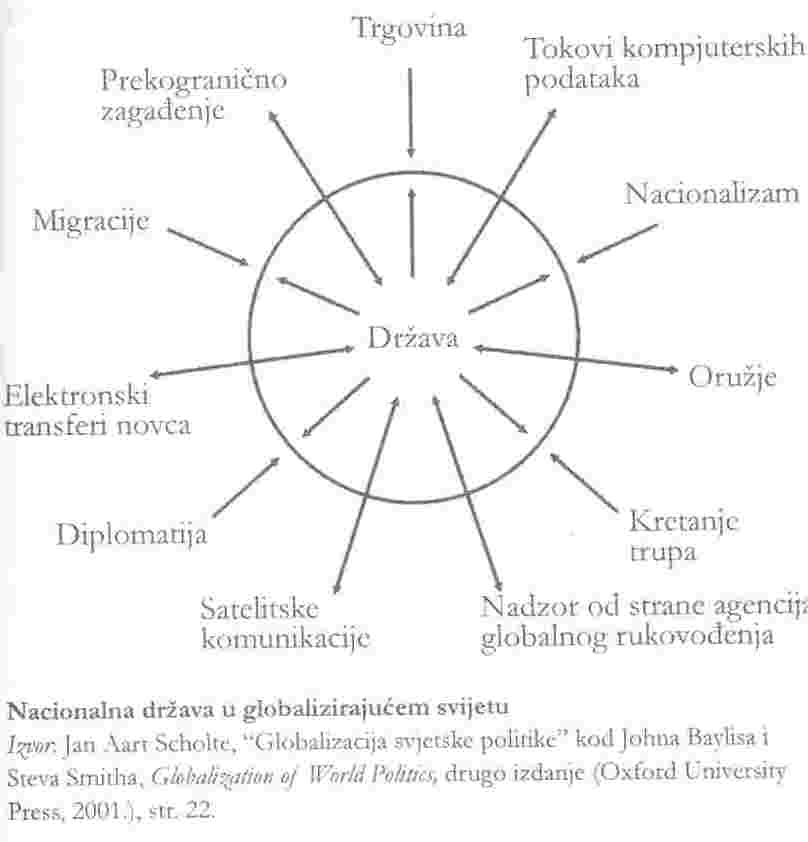 Trgovina
Tokovi kompjuterskih
podataka
Prekogranično
zagađenje
Nacionalizam
Migracije
Država
Oružje
Elektronski
transferi novca
Diplomatija
Kretanje
trupa
Satelitske
komunikacije
Nadzor od strane agencija
globalnog rukovođenja
Nacionalna država u globalizirajućem svijetu
Izvor: Jan Aart Scholte, “Globalizacija svjetske politike” kod Johna Baylisa i
Steva Smitha, Globalization of World Politics, drugo izdanje (Oxford University
Press, 2001.), str. 22.